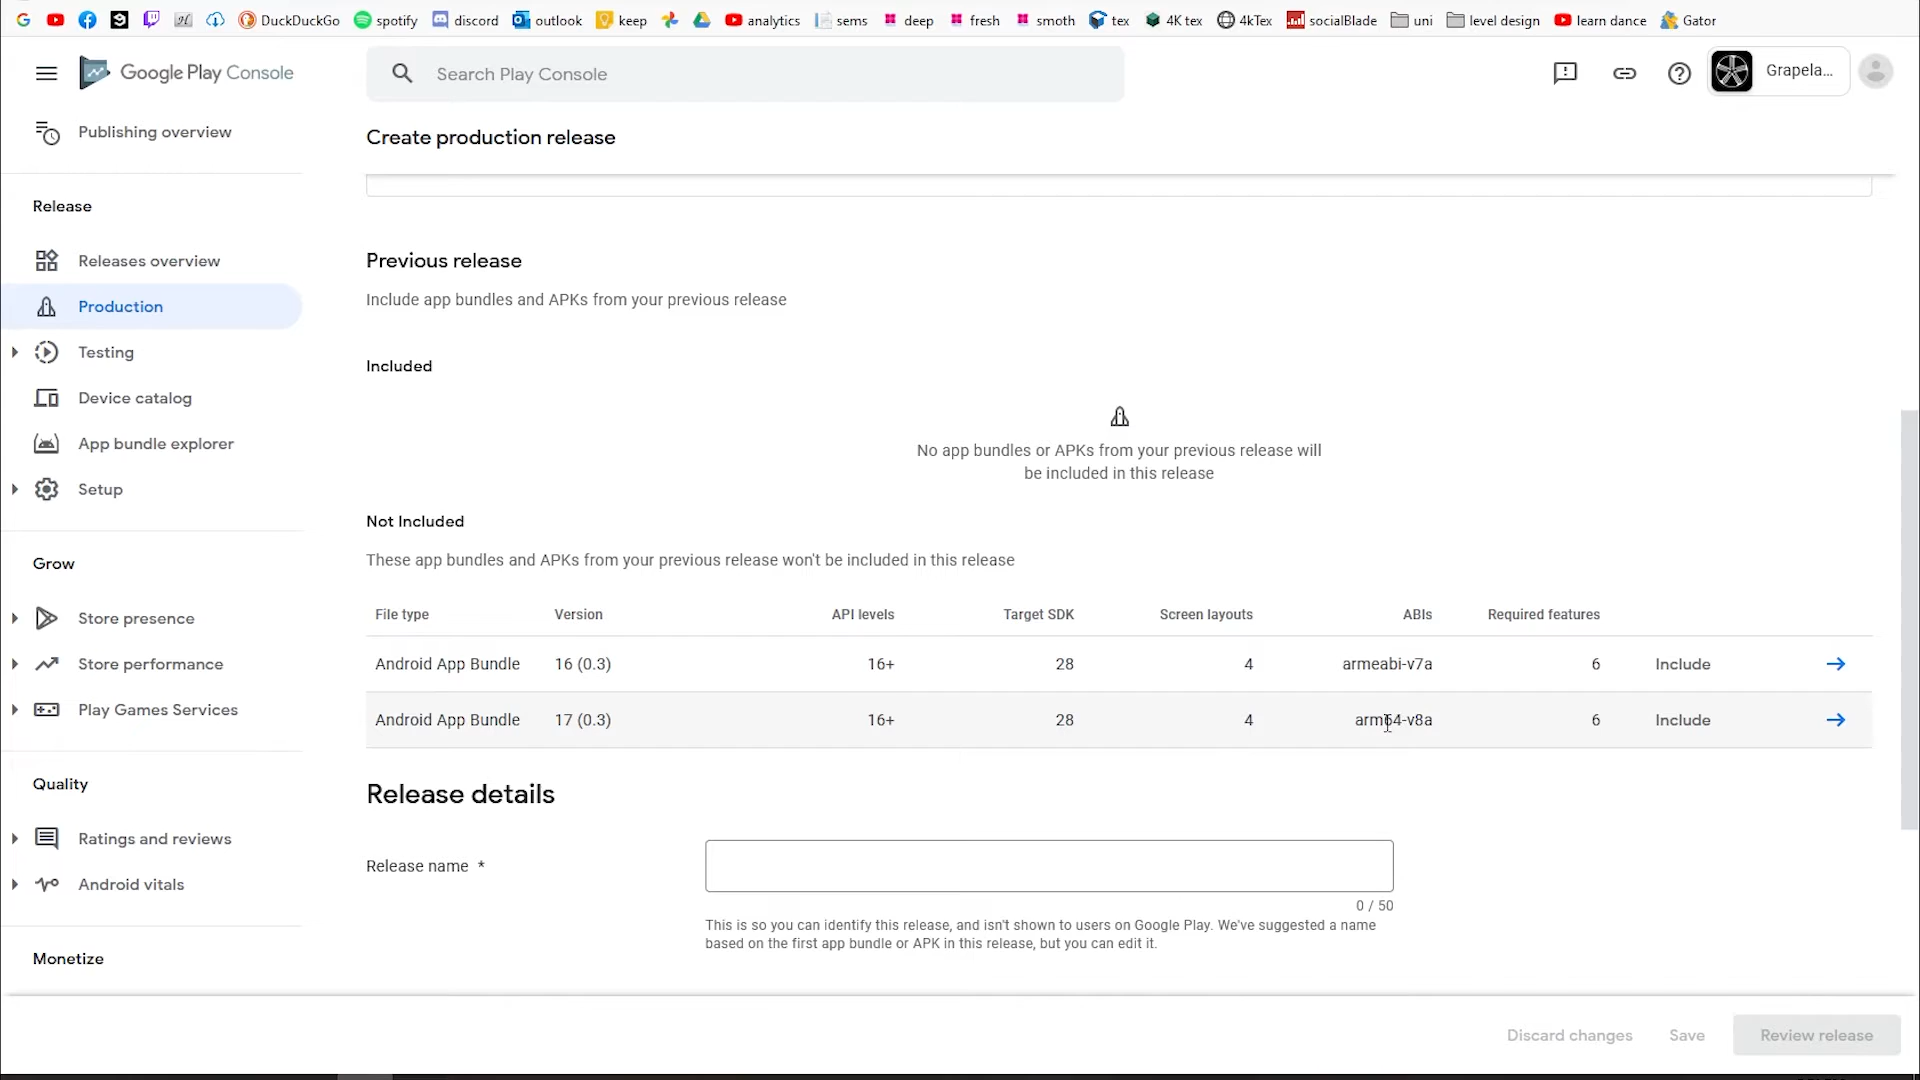 DuckDuckGo spotify discord outlook keep analytics sems deep fresh smoth tex 4K tex 4kTex socialBlade uni level design learn dance Gator
Google Play Console
Search Play Console
Grapela...
Publishing overview
Create production release
Release
Releases overview
Production
Testing
Device catalog
App bundle explorer
Setup
Grow
Store presence
Store performance
Play Games Services
Quality
Ratings and reviews
Android vitals
Monetize
Previous release
Include app bundles and APKs from your previous release
Included
No app bundles or APKs from your previous release will
be included in this release
Not Included
These app bundles and APKs from your previous release won't be included in this release
File type Version API levels Target SDK Screen layouts ABIs Required features
Android App Bundle 16 (0.3) 16+ 28 4 armeabi-v7a 6 Include
Android App Bundle 17 (0.3) 16+ 28 4 arm64-v8a 6 Include
Release details
Release name *
0 / 50
This is so you can identify this release, and isn't shown to users on Google Play. We've suggested a name
based on the first app bundle or APK in this release, but you can edit it.
Discard changes Save Review release